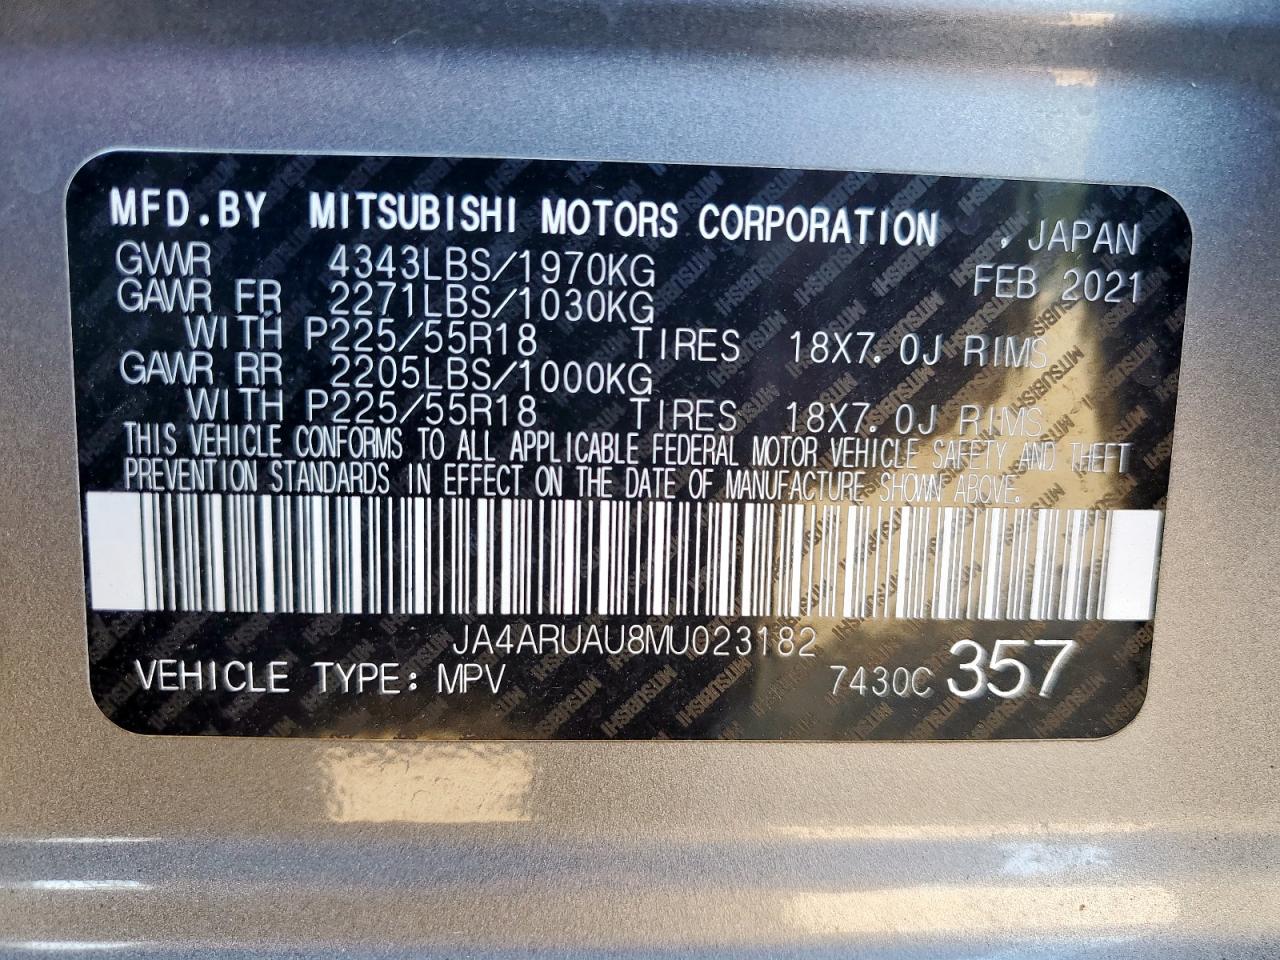 MFD.BY MITSUBISHI MOTORS CORPORATION , JAPAN
GVWR 4343LBS/1970KG FEB 2021
GAWR FR 2271LBS/1030KG
WITH P225/55R18 TIRES 18X7.0J RIMS
GAWR RR 2205LBS/1000KG
WITH P225/55R18 TIRES 18X7.0J RIMS
THIS VEHICLE CONFORMS TO ALL APPLICABLE FEDERAL MOTOR VEHICLE SAFETY AND THEFT
PREVENTION STANDARDS IN EFFECT ON THE DATE OF MANUFACTURE SHOWN ABOVE.
JA4ARUAU8MU023182
VEHICLE TYPE: MPV 7430C 357